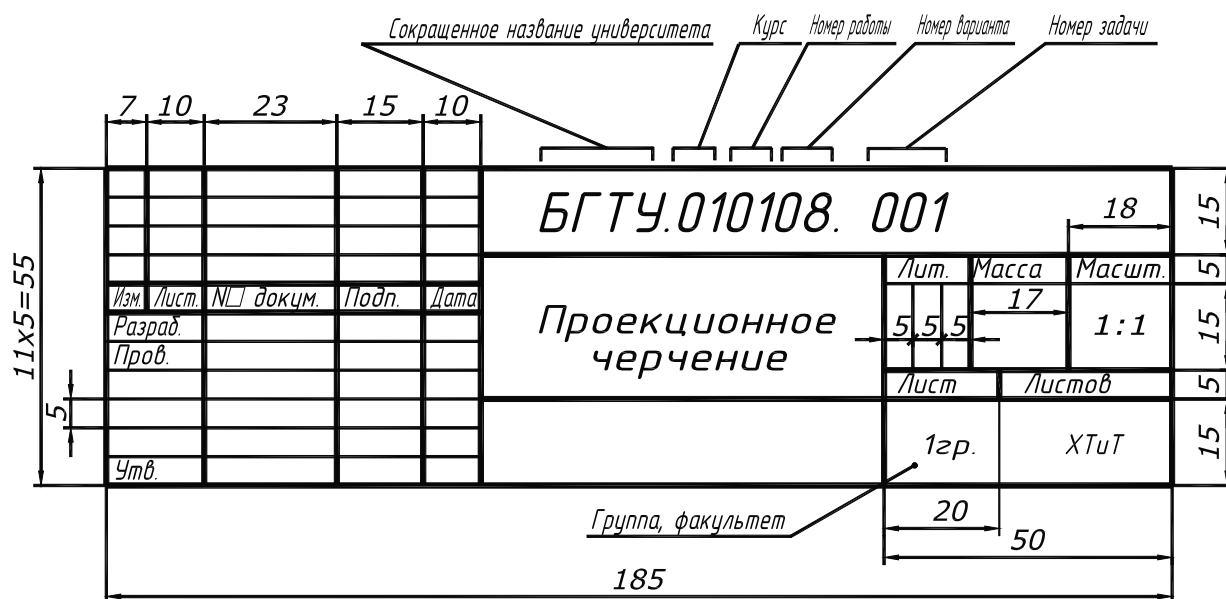 Сокращенное название университета Курс Номер работы Номер варианта Номер задачи
7 10 23 15 10
БГТУ.010108. 001
18
15
Лит. Масса Масшт.
5
11х5=55
Изм. Лист. N□ докум. Подп. Дата
17
Разраб.
Проекционное
5 5 5
1:1
15
Пров.
черчение
Лист Листов
5
5
1гр. ХТиТ
15
Утв.
20
Группа, факультет
50
185